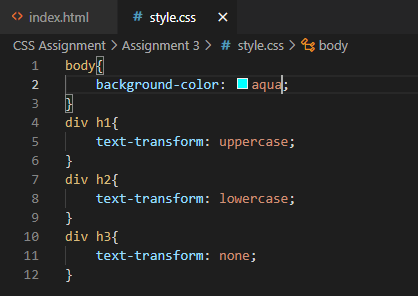 <> index.html # style.css ×
CSS Assignment > Assignment 3 > # style.css > body
1 body{
2     background-color: aqua;
3 }
4 div h1{
5     text-transform: uppercase;
6 }
7 div h2{
8     text-transform: lowercase;
9 }
10 div h3{
11     text-transform: none;
12 }